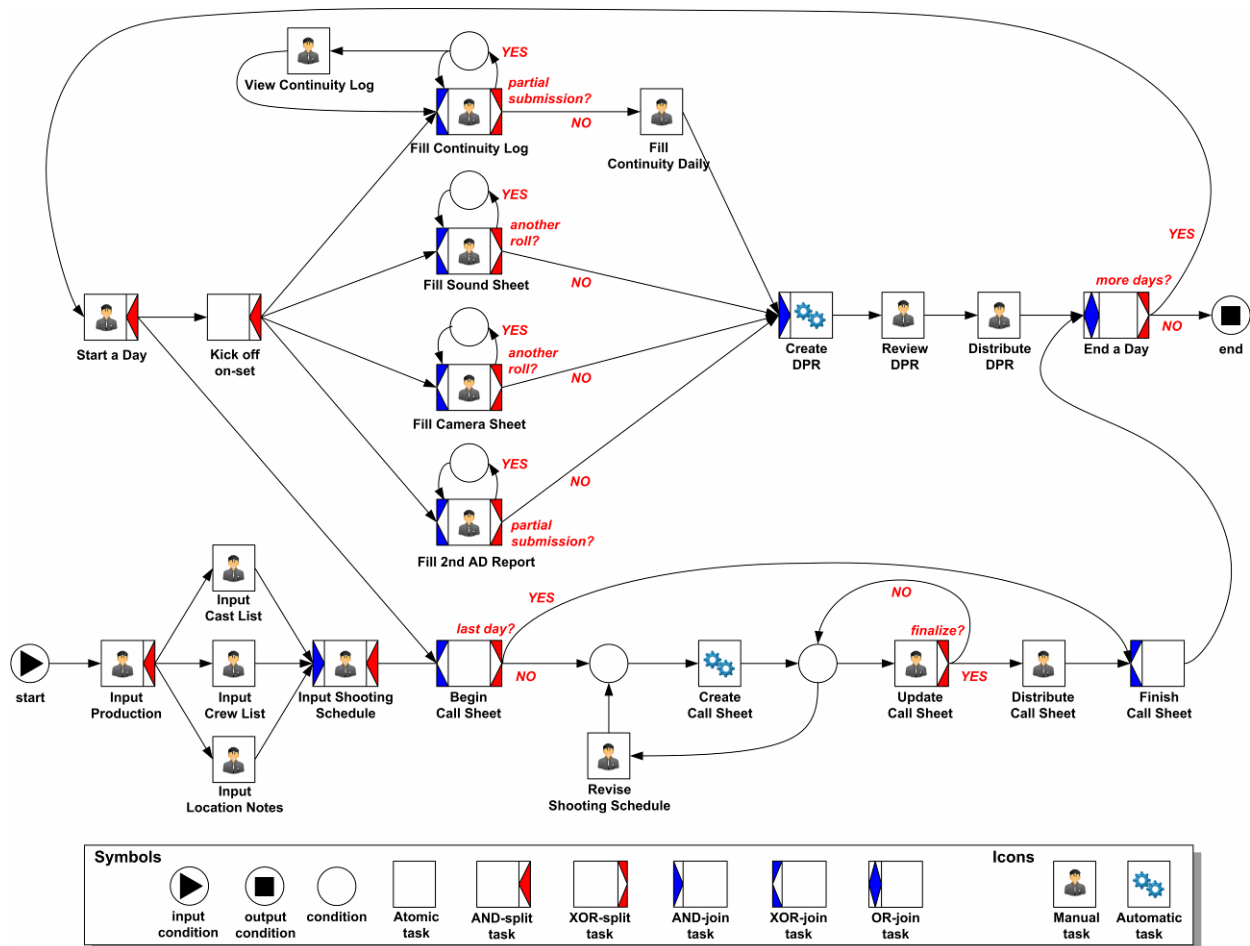 YES
View Continuity Log
partial
submission?
NO
Fill Continuity Log
Fill
Continuity Daily
YES
another
roll?
YES
NO
Fill Sound Sheet
more days?
Start a Day
Kick off
on-set
YES
another
roll?
NO
Fill Camera Sheet
Create
DPR
Review
DPR
Distribute
DPR
End a Day
NO
end
YES
NO
partial
submission?
Fill 2nd AD Report
Input
Cast List
YES
NO
last day?
finalize?
start
Input
Production
Input
Crew List
Input Shooting
Schedule
Begin
Call Sheet
NO
Create
Call Sheet
Update
Call Sheet
YES
Distribute
Call Sheet
Finish
Call Sheet
Input
Location Notes
Revise
Shooting Schedule
Symbols
Icons
input
condition
output
condition
condition
Atomic
task
AND-split
task
XOR-split
task
AND-join
task
XOR-join
task
OR-join
task
Manual
task
Automatic
task